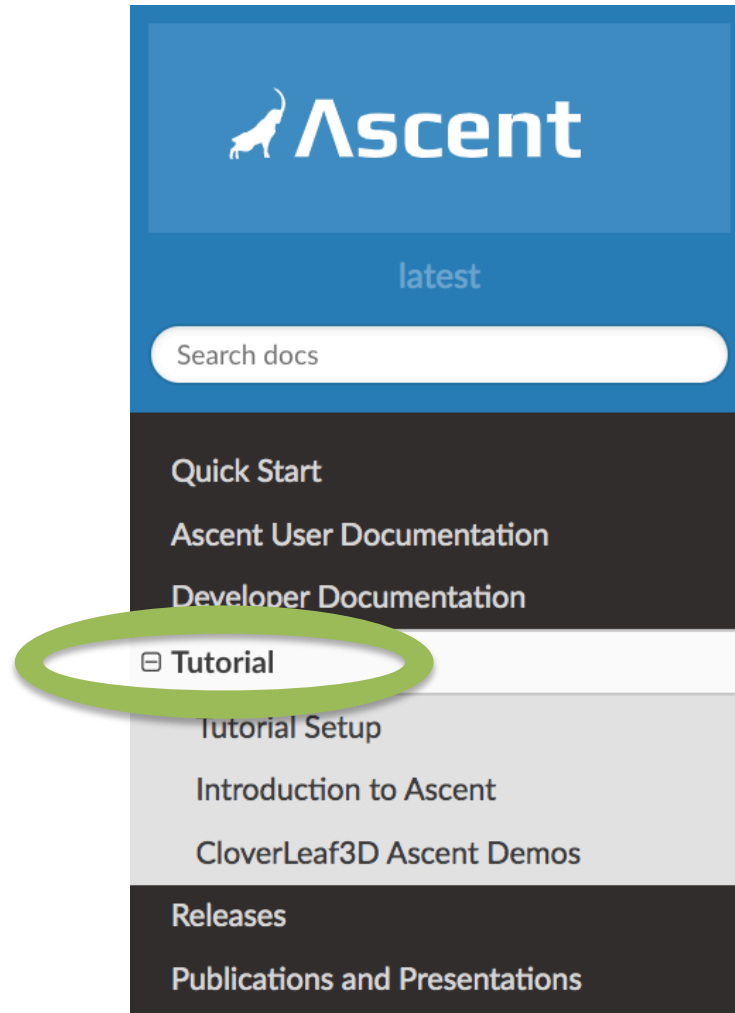 Ascent
latest
Search docs
Quick Start
Ascent User Documentation
Developer Documentation
Tutorial
Tutorial Setup
Introduction to Ascent
CloverLeaf3D Ascent Demos
Releases
Publications and Presentations